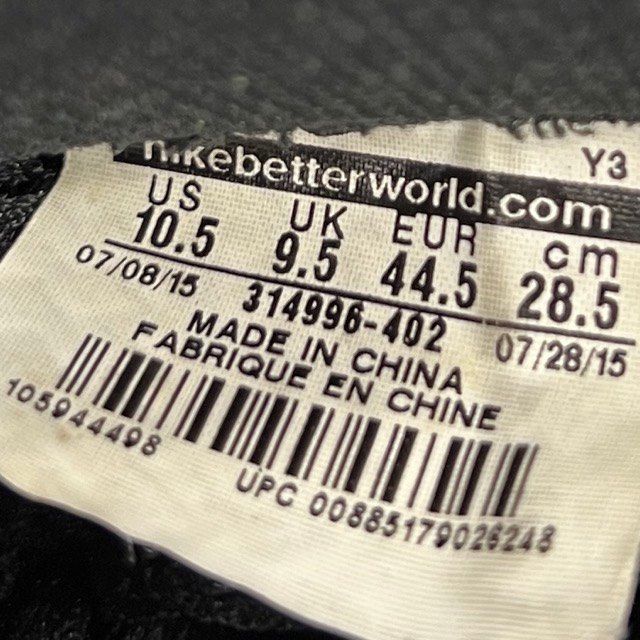 Y3
nikebetterworld.com
US UK EUR cm
10.5 9.5 44.5 28.5
07/08/15 314996-402 07/28/15
MADE IN CHINA
FABRIQUE EN CHINE
105944498
UPC 00885179026248